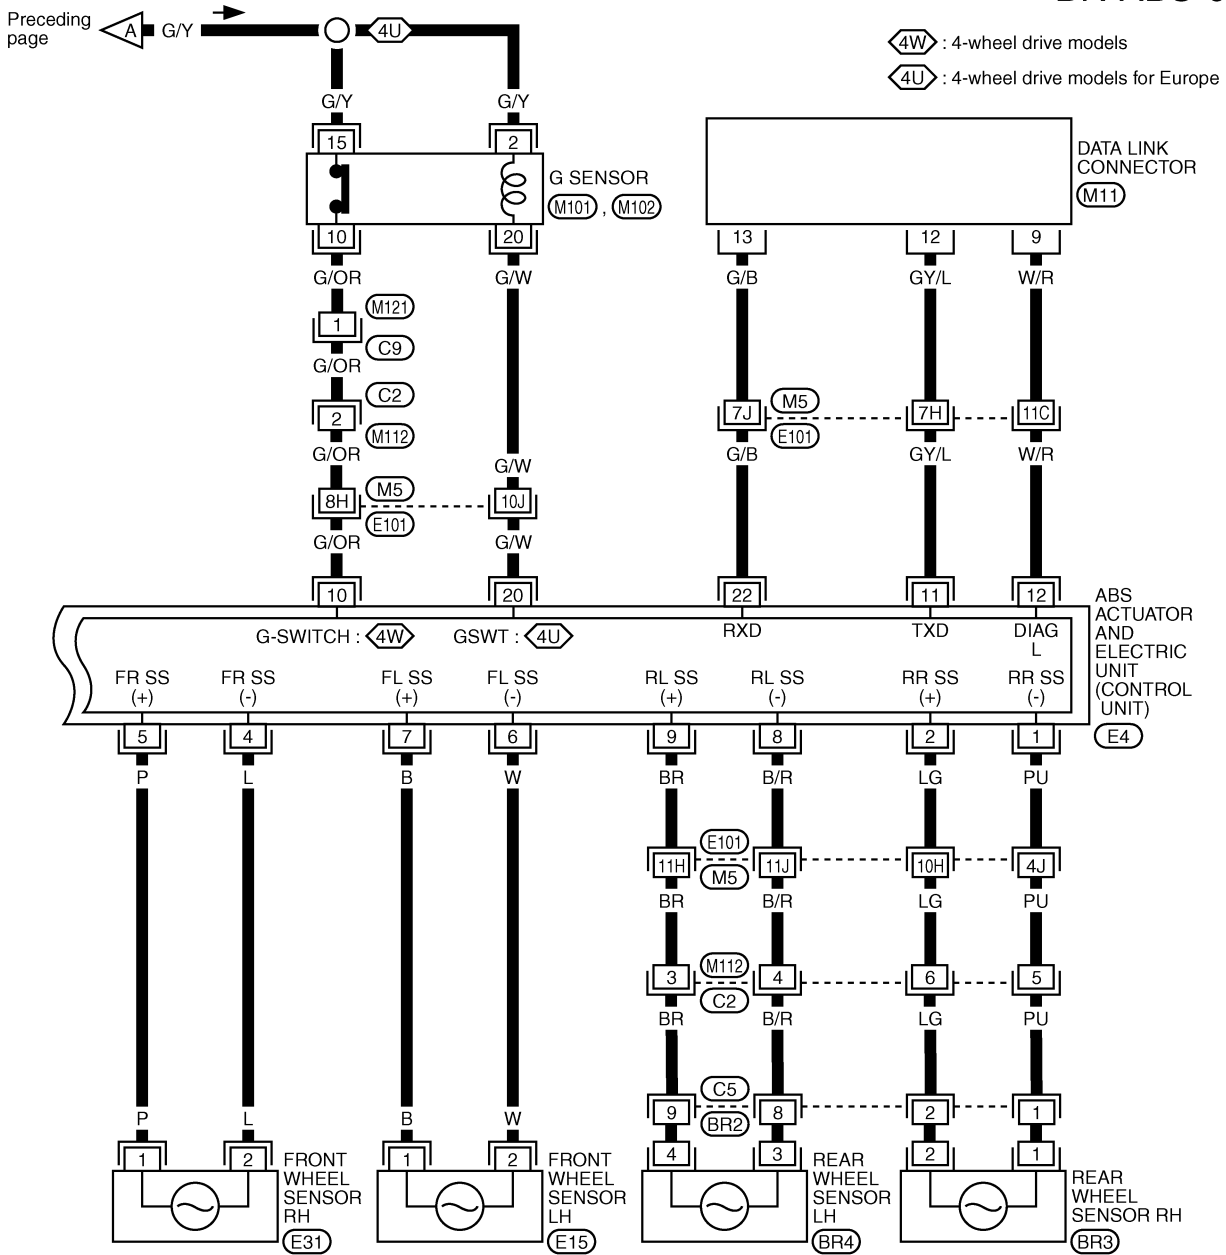 Preceding
page
A
G/Y
4U
4W : 4-wheel drive models
4U : 4-wheel drive models for Europe
G/Y G/Y
15 2
G SENSOR
M101 , M102
DATA LINK
CONNECTOR
M11
10 20 13 12 9
G/OR G/W G/B GY/L W/R
M121
1
C9
G/OR
C2
2
M112
M5
7J 7H 11C
E101
G/OR G/W G/B GY/L W/R
M5
8H 10J
E101
G/OR G/W
10 20 22 11 12
G-SWITCH : 4W GSWT : 4U RXD TXD DIAG
L
ABS
ACTUATOR
AND
ELECTRIC
UNIT
(CONTROL
UNIT)
E4
FR SS FR SS FL SS FL SS RL SS RL SS RR SS RR SS
(+) (-) (+) (-) (+) (-) (+) (-)
5 4 7 6 9 8 2 1
P L B W BR B/R LG PU
E101
11H 11J 10H 4J
M5
BR B/R LG PU
M112
3 4 6 5
C2
BR B/R LG PU
C5
9 8 2 1
BR2
P L B W
1 2 1 2 4 3 2 1
FRONT
WHEEL
SENSOR
RH
E31
FRONT
WHEEL
SENSOR
LH
E15
REAR
WHEEL
SENSOR
LH
BR4
REAR
WHEEL
SENSOR RH
BR3